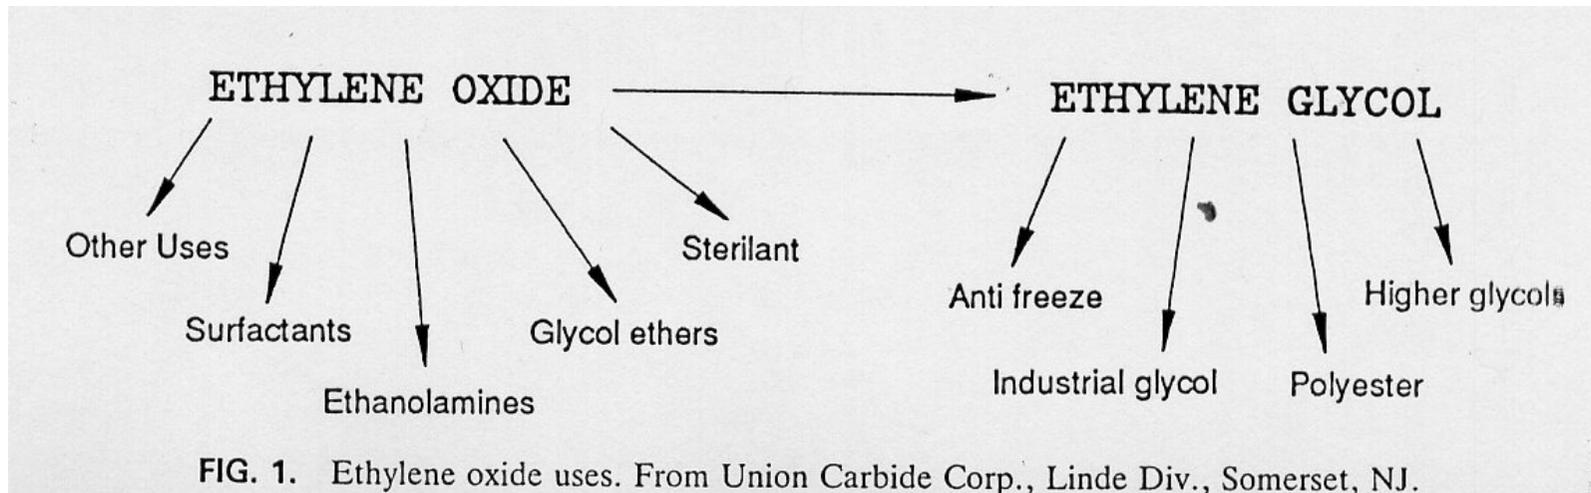 ETHYLENE OXIDE
ETHYLENE GLYCOL
Other Uses
Sterilant
Surfactants
Glycol ethers
Ethanolamines
Anti freeze
Higher glycols
Industrial glycol
Polyester
FIG. 1. Ethylene oxide uses. From Union Carbide Corp., Linde Div., Somerset, NJ.